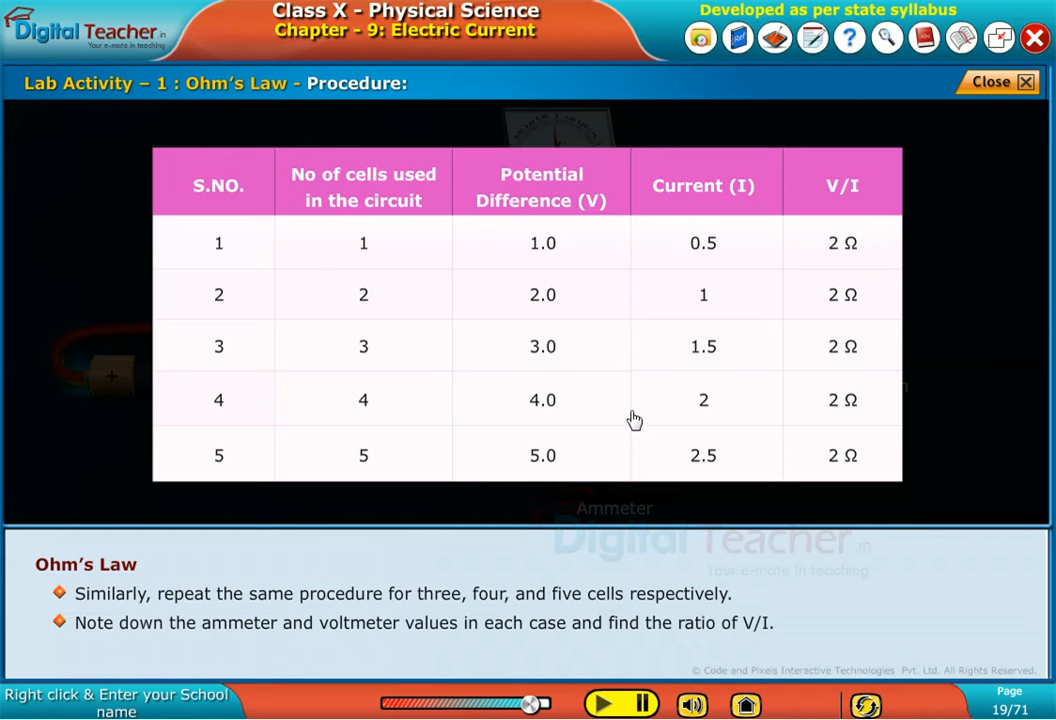 Digital Teacher.in
Your e-mate in teaching
Class X - Physical Science
Chapter - 9: Electric Current
Developed as per state syllabus
Lab Activity – 1 : Ohm's Law - Procedure:
Close
S.NO. No of cells used in the circuit Potential Difference (V) Current (I) V/I
1 1 1.0 0.5 2 Ω
2 2 2.0 1 2 Ω
3 3 3.0 1.5 2 Ω
4 4 4.0 2 2 Ω
5 5 5.0 2.5 2 Ω
Ammeter
Digital Teacher.in
Your e-mate in teaching
Ohm's Law
Similarly, repeat the same procedure for three, four, and five cells respectively.
Note down the ammeter and voltmeter values in each case and find the ratio of V/I.
© Code and Pixels Interactive Technologies Pvt. Ltd. All Rights Reserved.
Right click & Enter your School
name
Page
19/71